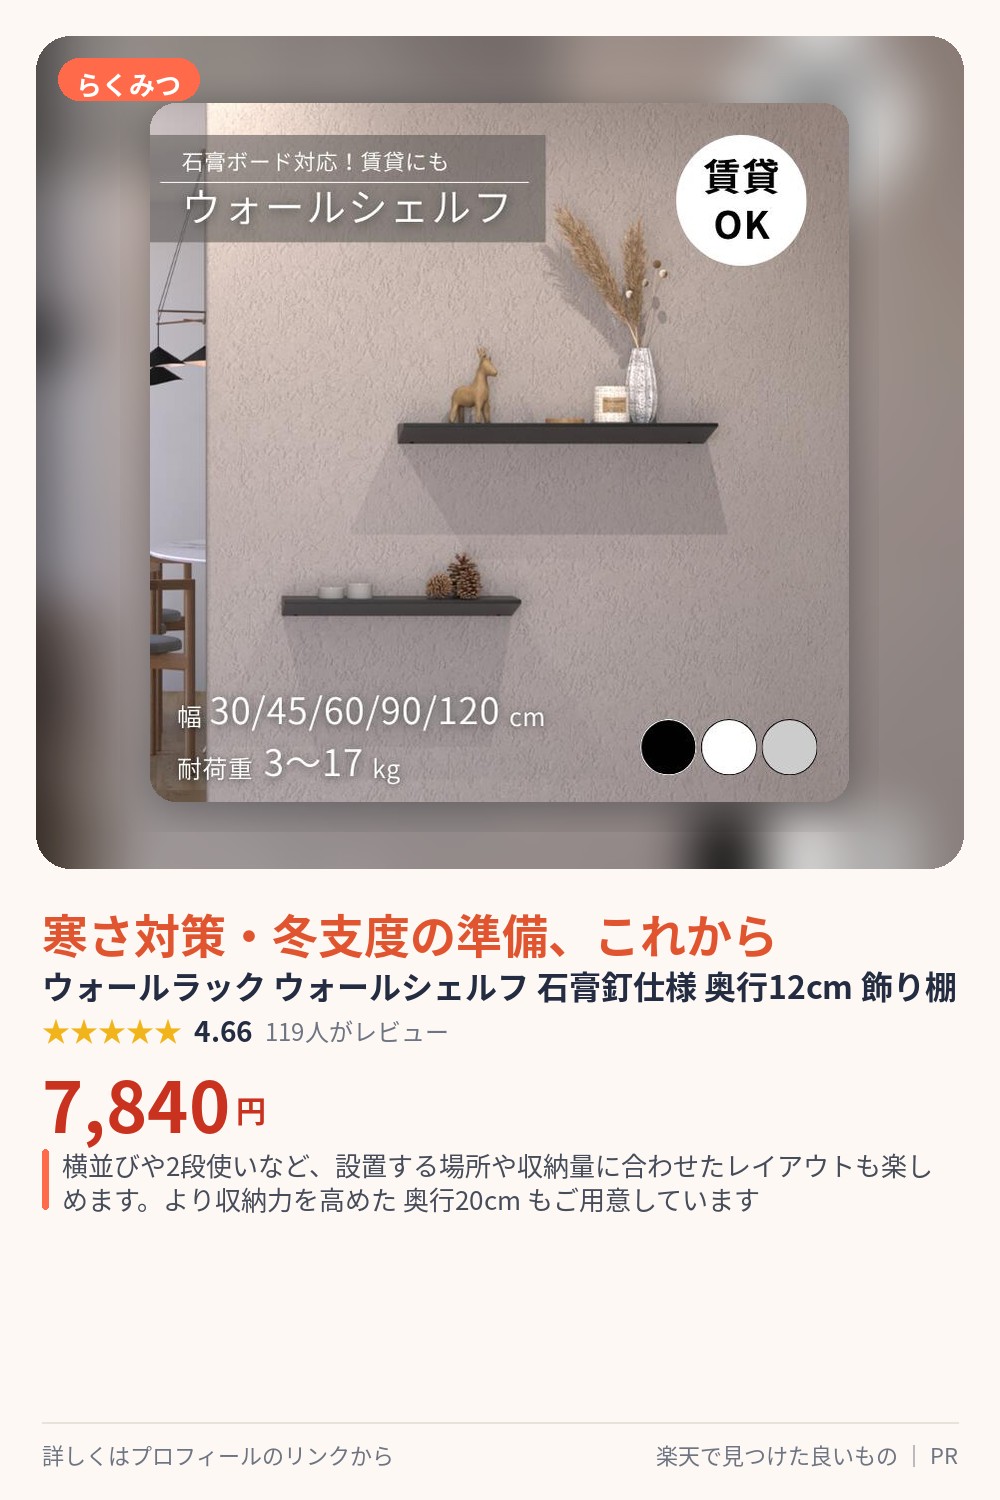 らくみつ
石膏ボード対応！賃貸にも
ウォールシェルフ
賃貸
OK
幅 30/45/60/90/120 cm
耐荷重 3〜17 kg
寒さ対策・冬支度の準備、これから
ウォールラック ウォールシェルフ 石膏釘仕様 奥行12cm 飾り棚
★★★★★ 4.66 119人がレビュー
7,840円
横並びや2段使いなど、設置する場所や収納量に合わせたレイアウトも楽し
めます。より収納力を高めた 奥行20cm もご用意しています
詳しくはプロフィールのリンクから
楽天で見つけた良いもの｜PR